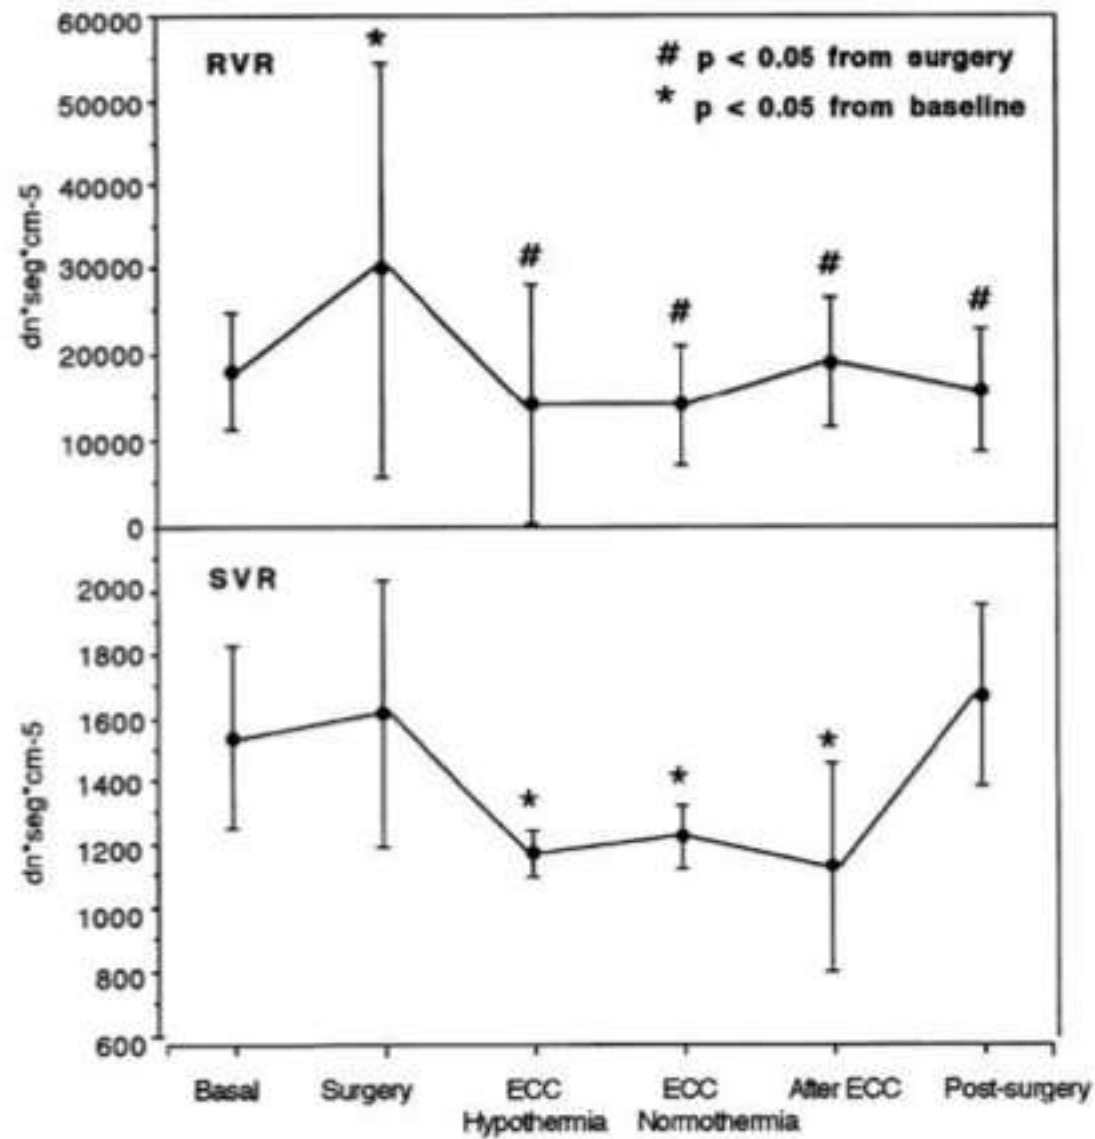 60000
RVR
# p < 0.05 from surgery
* p < 0.05 from baseline
*
50000
40000
30000
20000
10000
0
dn*seg*cm-5
#
#
#
#
SVR
2000
1800
1600
1400
1200
1000
800
600
dn*seg*cm-5
*
*
*
Basal Surgery ECC ECC After ECC Post-surgery
Hypothermia Normothermia